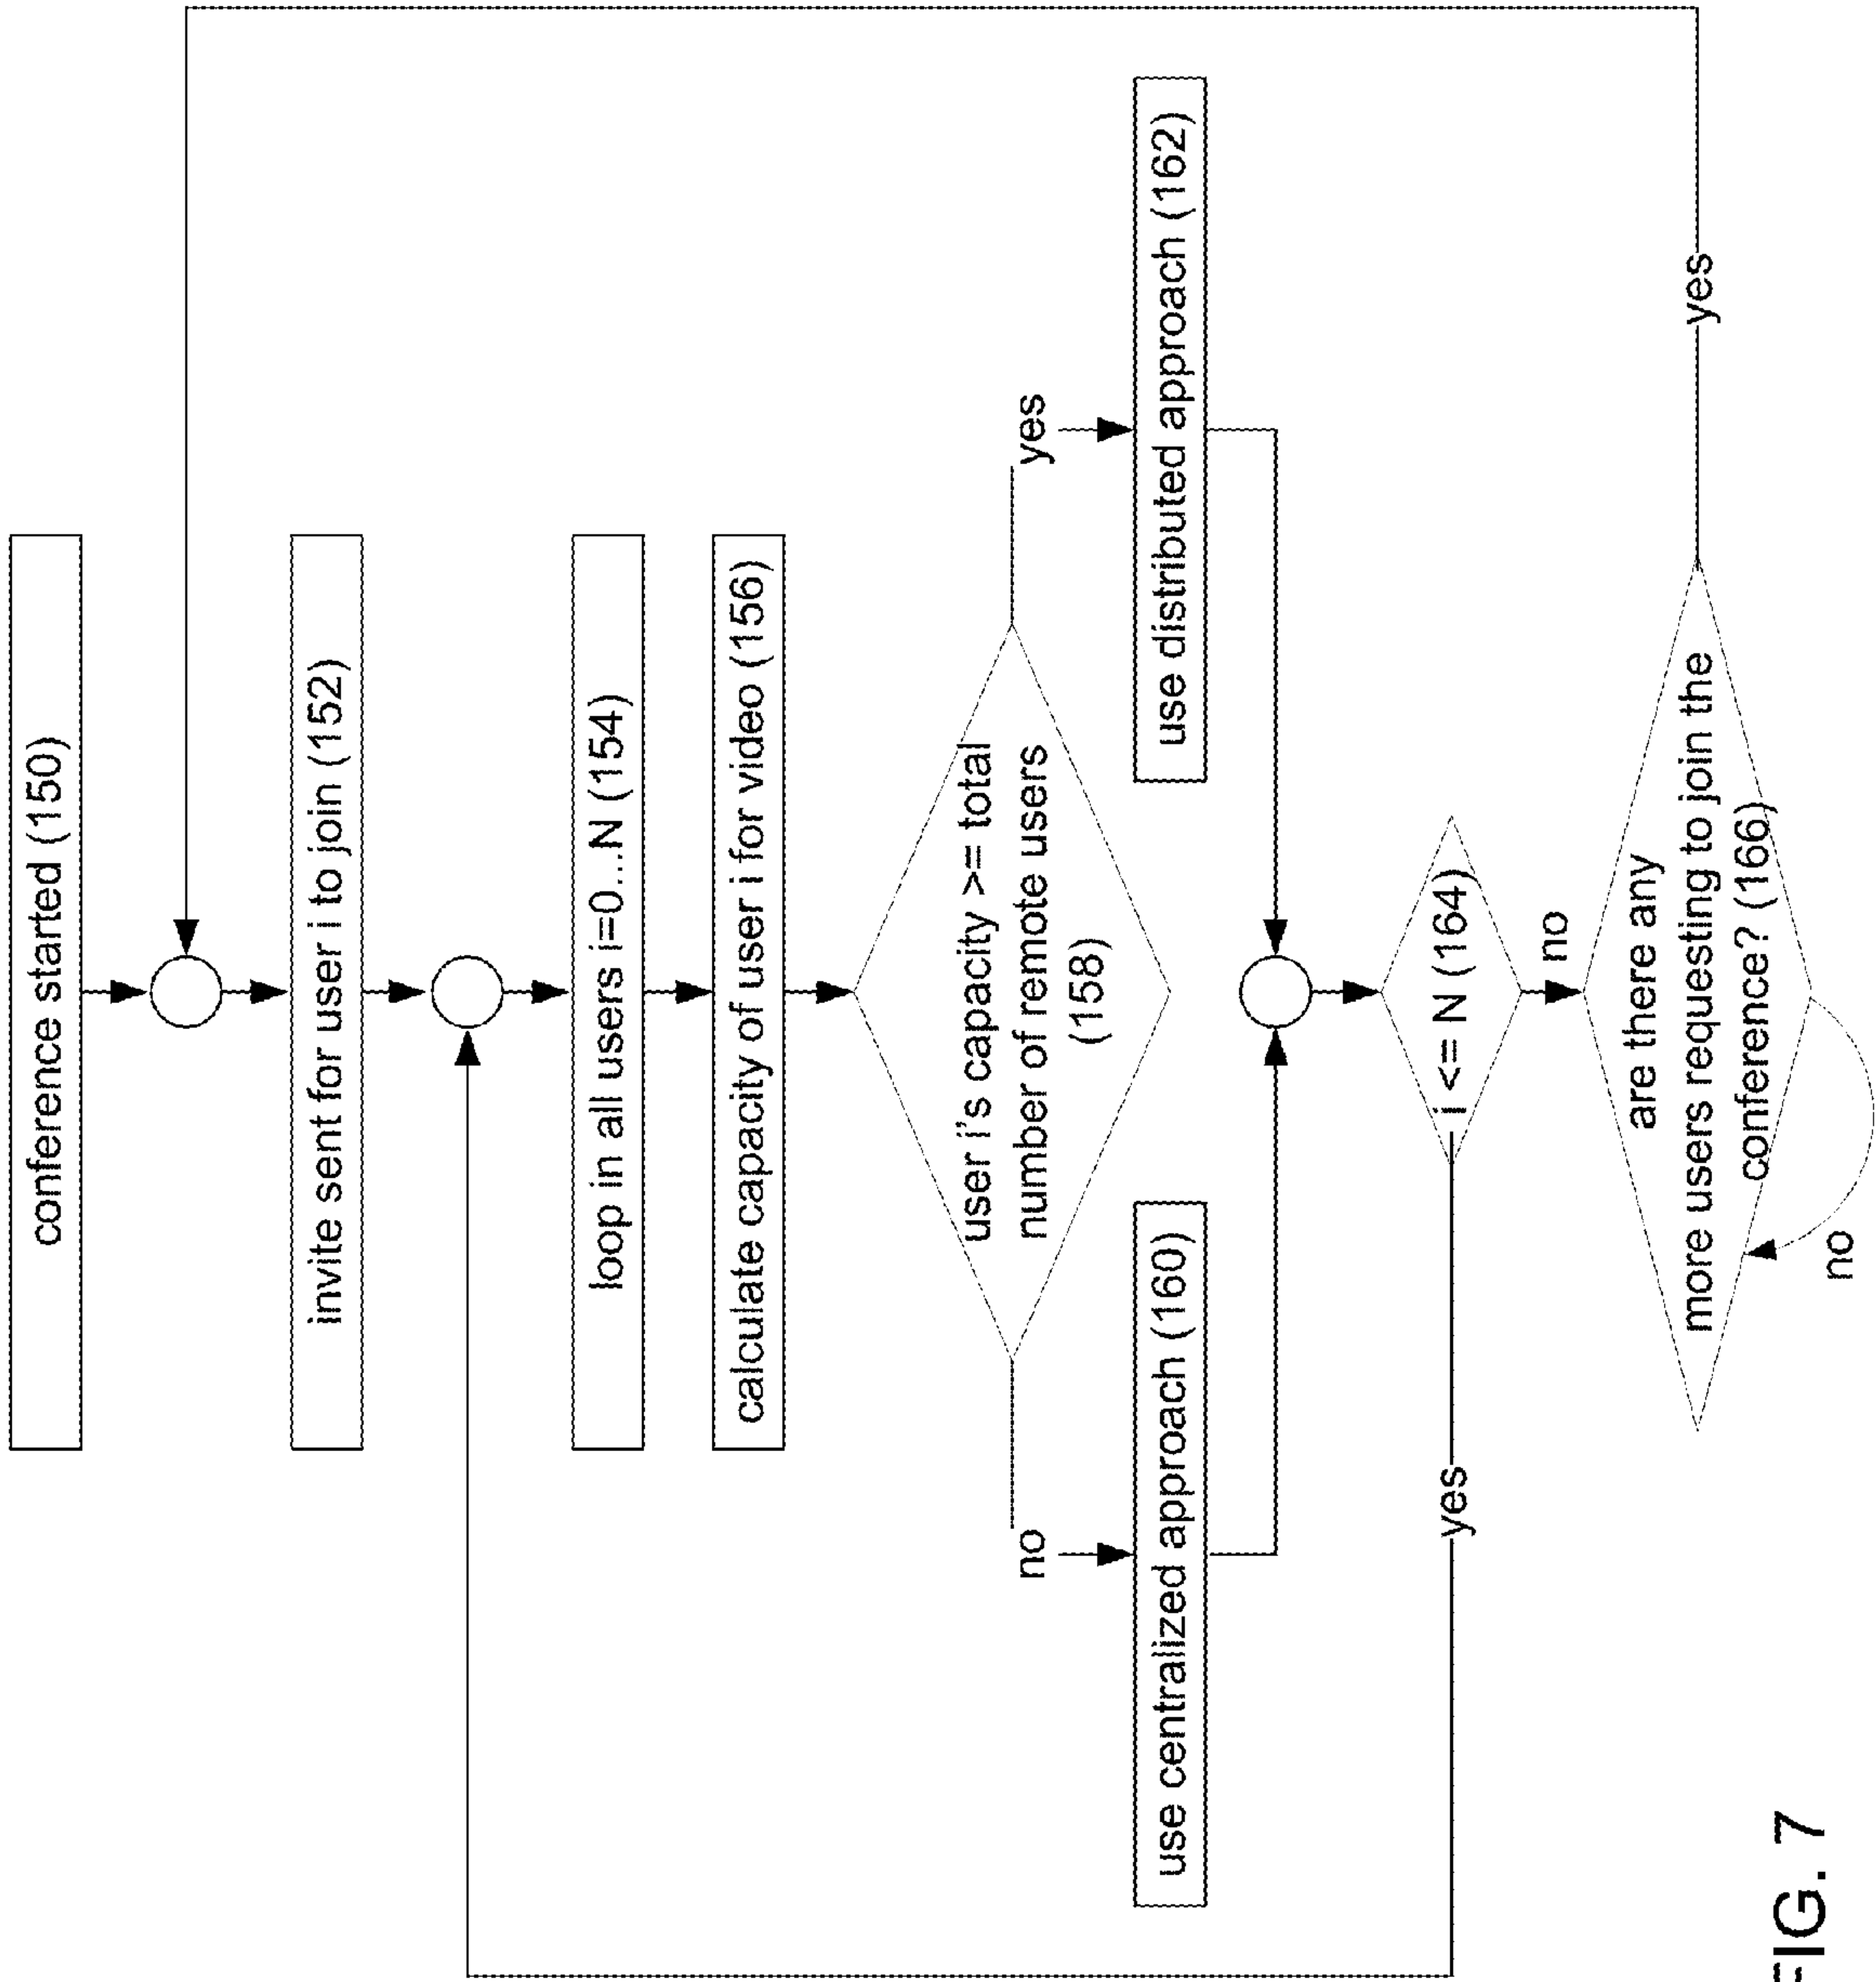 conference started (150)
invite sent for user i to join (152)
loop in all users i=0...N (154)
calculate capacity of user i for video (156)
user i's capacity >= total
number of remote users
(158)
no
yes
use centralized approach (160)
use distributed approach (162)
i <= N (164)
yes
no
are there any
more users requesting to join the
conference? (166)
yes
no
FIG. 7